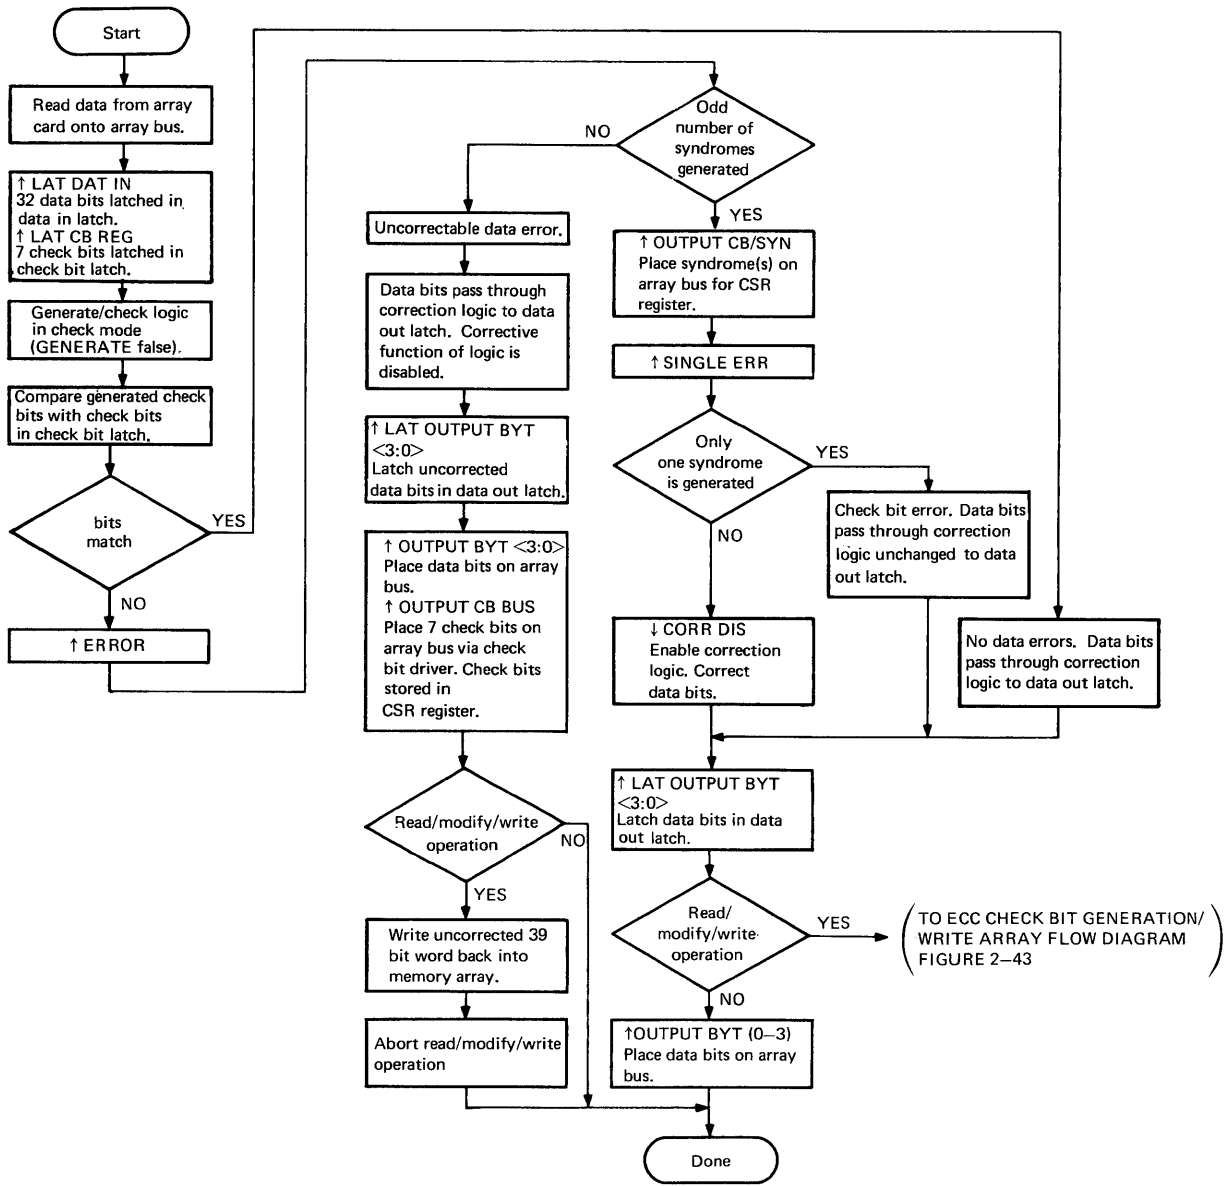 Start
Read data from array
card onto array bus.
↑ LAT DAT IN
32 data bits latched in
data in latch.
↑ LAT CB REG
7 check bits latched in
check bit latch.
Generate/check logic
in check mode
(GENERATE false).
Compare generated check
bits with check bits
in check bit latch.
bits
match
YES
NO
↑ ERROR
Odd
number of
syndromes
generated
NO
YES
Uncorrectable data error.
Data bits pass through
correction logic to data
out latch. Corrective
function of logic is
disabled.
↑ LAT OUTPUT BYT
<3:0>
Latch uncorrected
data bits in data out latch.
↑ OUTPUT BYT <3:0>
Place data bits on array
bus.
↑ OUTPUT CB BUS
Place 7 check bits on
array bus via check
bit driver. Check bits
stored in
CSR register.
Read/modify/write
operation
NO
YES
Write uncorrected 39
bit word back into
memory array.
Abort read/modify/write
operation
↑ OUTPUT CB/SYN
Place syndrome(s) on
array bus for CSR
register.
↑ SINGLE ERR
Only
one syndrome
is generated
YES
NO
Check bit error. Data bits
pass through correction
logic unchanged to data
out latch.
↓ CORR DIS
Enable correction
logic. Correct
data bits.
No data errors. Data bits
pass through correction
logic to data out latch.
↑ LAT OUTPUT BYT
<3:0>
Latch data bits in data
out latch.
Read/
modify/write
operation
YES
TO ECC CHECK BIT GENERATION/
WRITE ARRAY FLOW DIAGRAM
FIGURE 2–43
NO
↑OUTPUT BYT (0–3)
Place data bits on array
bus.
Done